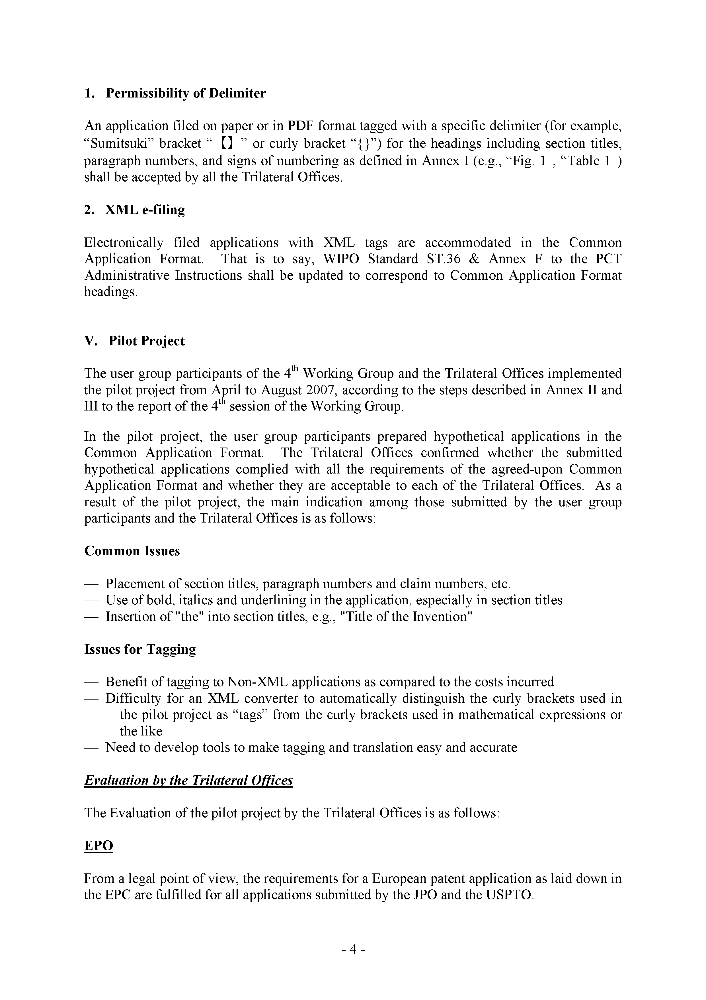 1. Permissibility of Delimiter
An application filed on paper or in PDF format tagged with a specific delimiter (for example,
“Sumitsuki” bracket “ 【】 ” or curly bracket “{}”) for the headings including section titles,
paragraph numbers, and signs of numbering as defined in Annex I (e.g., “Fig. 1 , “Table 1 )
shall be accepted by all the Trilateral Offices.
2. XML e-filing
Electronically filed applications with XML tags are accommodated in the Common
Application Format. That is to say, WIPO Standard ST.36 & Annex F to the PCT
Administrative Instructions shall be updated to correspond to Common Application Format
headings.
V. Pilot Project
The user group participants of the 4th Working Group and the Trilateral Offices implemented
the pilot project from April to August 2007, according to the steps described in Annex II and
III to the report of the 4th session of the Working Group.
In the pilot project, the user group participants prepared hypothetical applications in the
Common Application Format. The Trilateral Offices confirmed whether the submitted
hypothetical applications complied with all the requirements of the agreed-upon Common
Application Format and whether they are acceptable to each of the Trilateral Offices. As a
result of the pilot project, the main indication among those submitted by the user group
participants and the Trilateral Offices is as follows:
Common Issues
— Placement of section titles, paragraph numbers and claim numbers, etc.
— Use of bold, italics and underlining in the application, especially in section titles
— Insertion of "the" into section titles, e.g., "Title of the Invention"
Issues for Tagging
— Benefit of tagging to Non-XML applications as compared to the costs incurred
— Difficulty for an XML converter to automatically distinguish the curly brackets used in
the pilot project as “tags” from the curly brackets used in mathematical expressions or
the like
— Need to develop tools to make tagging and translation easy and accurate
Evaluation by the Trilateral Offices
The Evaluation of the pilot project by the Trilateral Offices is as follows:
EPO
From a legal point of view, the requirements for a European patent application as laid down in
the EPC are fulfilled for all applications submitted by the JPO and the USPTO.
- 4 -